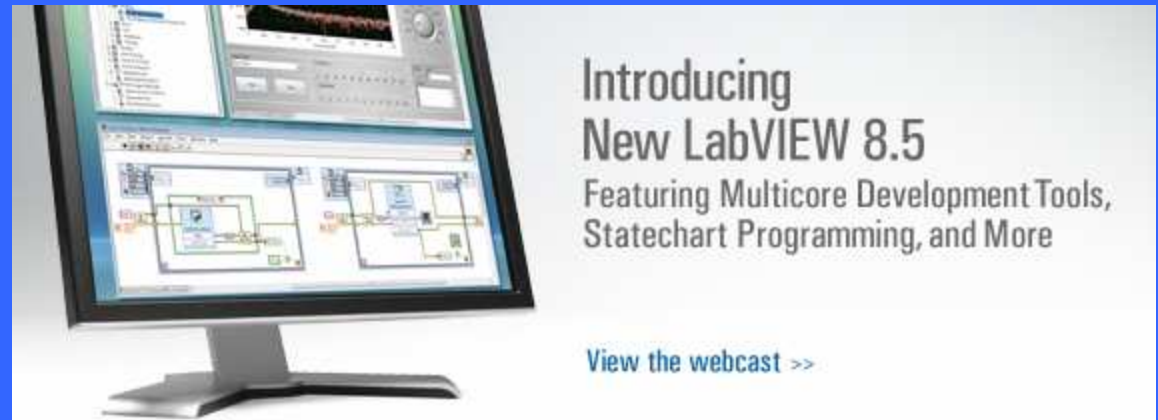 Introducing
New LabVIEW 8.5
Featuring Multicore Development Tools,
Statechart Programming, and More
View the webcast >>